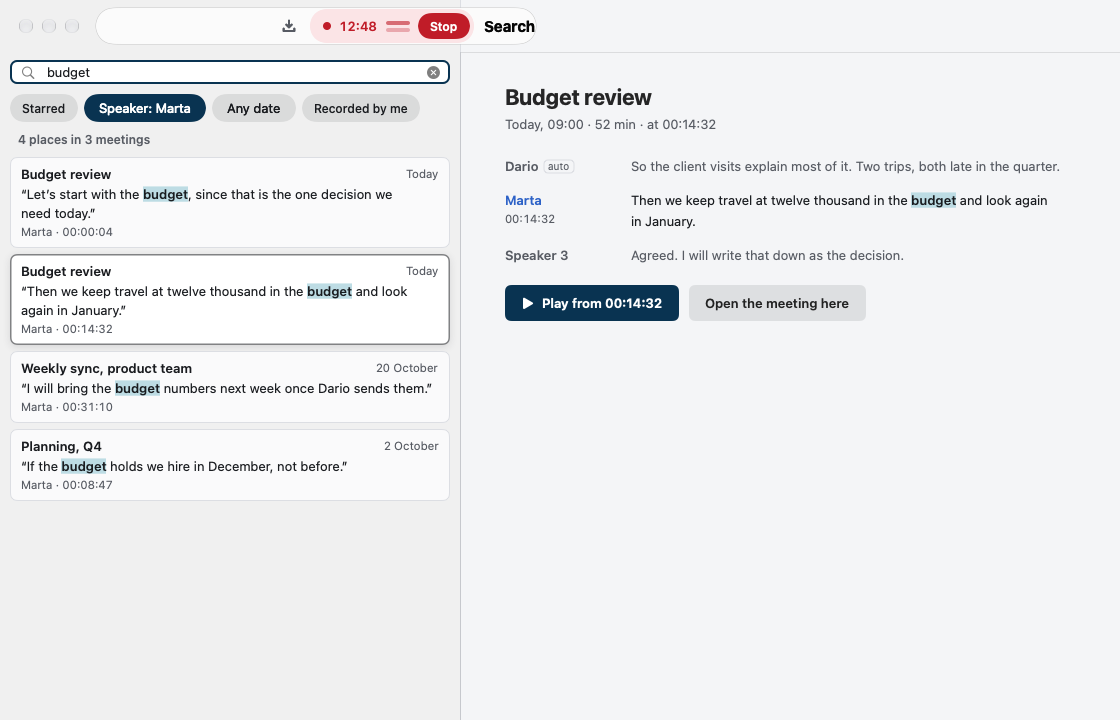 12:48
Stop
Search
budget
Starred
Speaker: Marta
Any date
Recorded by me
4 places in 3 meetings
Budget review
Today
“Let’s start with the budget, since that is the one decision we
need today.”
Marta · 00:00:04
Budget review
Today
“Then we keep travel at twelve thousand in the budget and look
again in January.”
Marta · 00:14:32
Weekly sync, product team
20 October
“I will bring the budget numbers next week once Dario sends them.”
Marta · 00:31:10
Planning, Q4
2 October
“If the budget holds we hire in December, not before.”
Marta · 00:08:47
Budget review
Today, 09:00 · 52 min · at 00:14:32
Dario auto
So the client visits explain most of it. Two trips, both late in the quarter.
Marta
00:14:32
Then we keep travel at twelve thousand in the budget and look again
in January.
Speaker 3
Agreed. I will write that down as the decision.
Play from 00:14:32
Open the meeting here